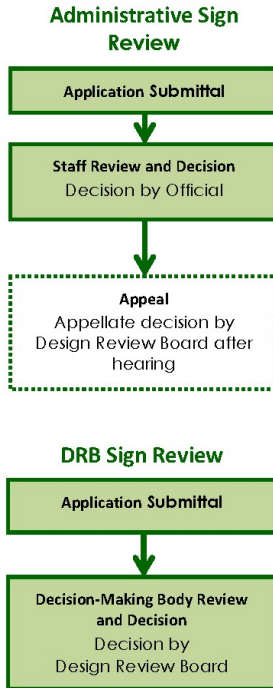 Administrative Sign
Review
Application Submittal
Staff Review and Decision
Decision by Official
Appeal
Appellate decision by
Design Review Board after
hearing
DRB Sign Review
Application Submittal
Decision-Making Body Review
and Decision
Decision by
Design Review Board